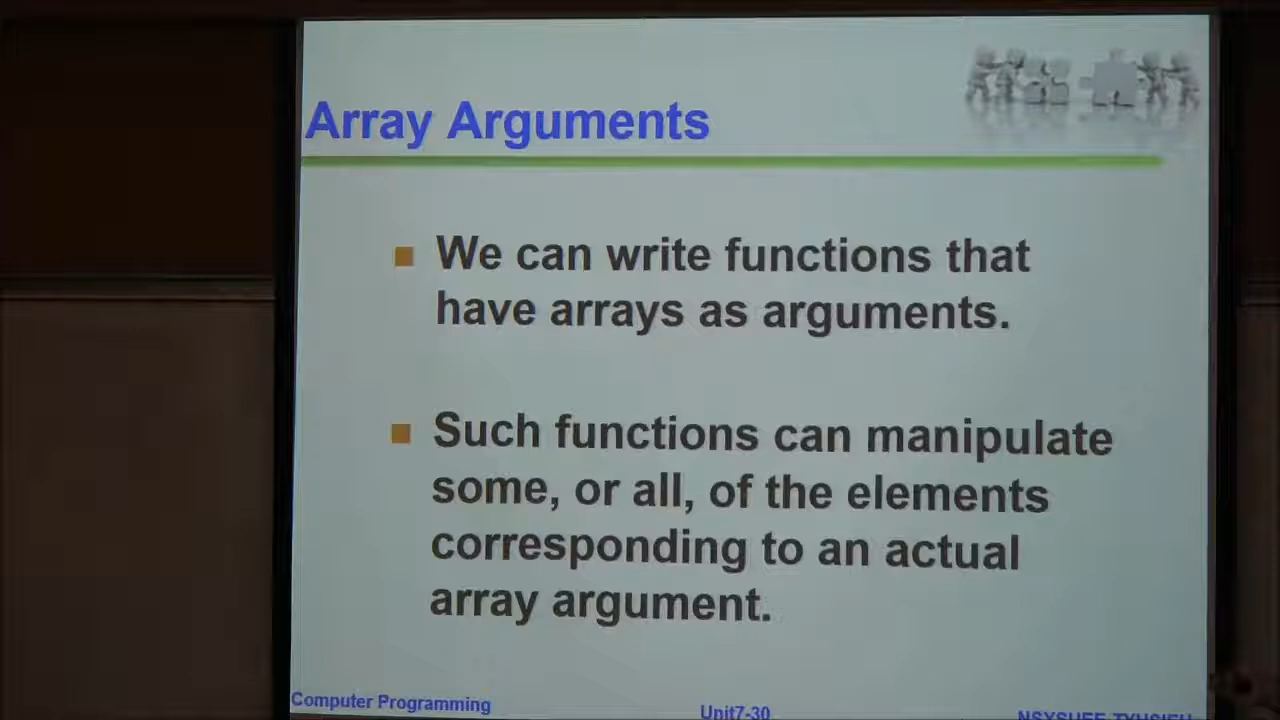 Array Arguments
We can write functions that
have arrays as arguments.
Such functions can manipulate
some, or all, of the elements
corresponding to an actual
array argument.
Computer Programming
Unit7-30